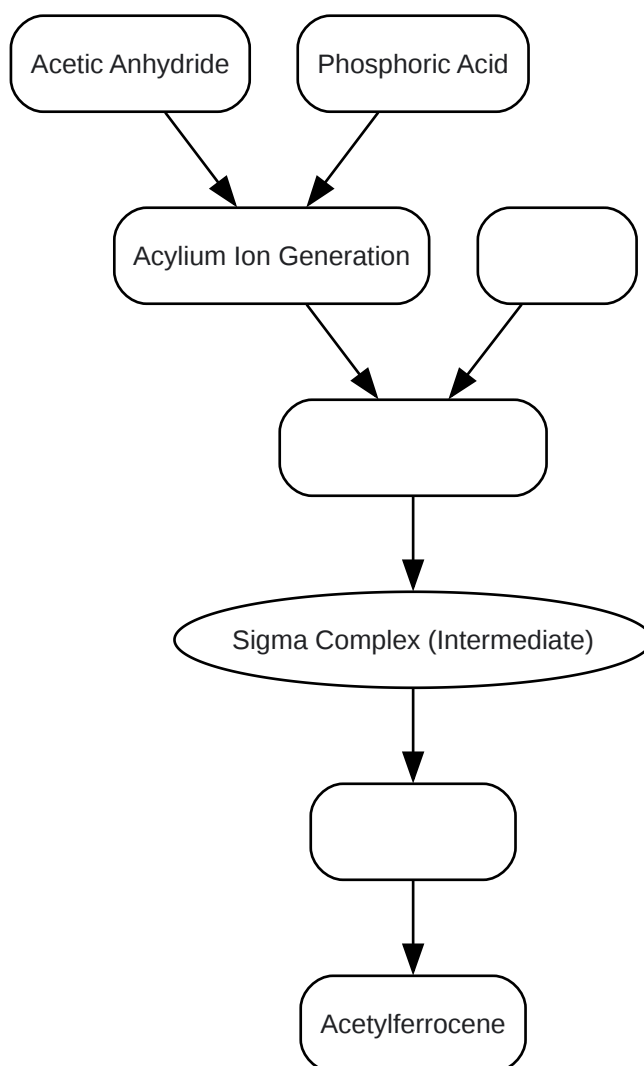 Acetic Anhydride
Phosphoric Acid
Acylium Ion Generation
Sigma Complex (Intermediate)
Acetylferrocene